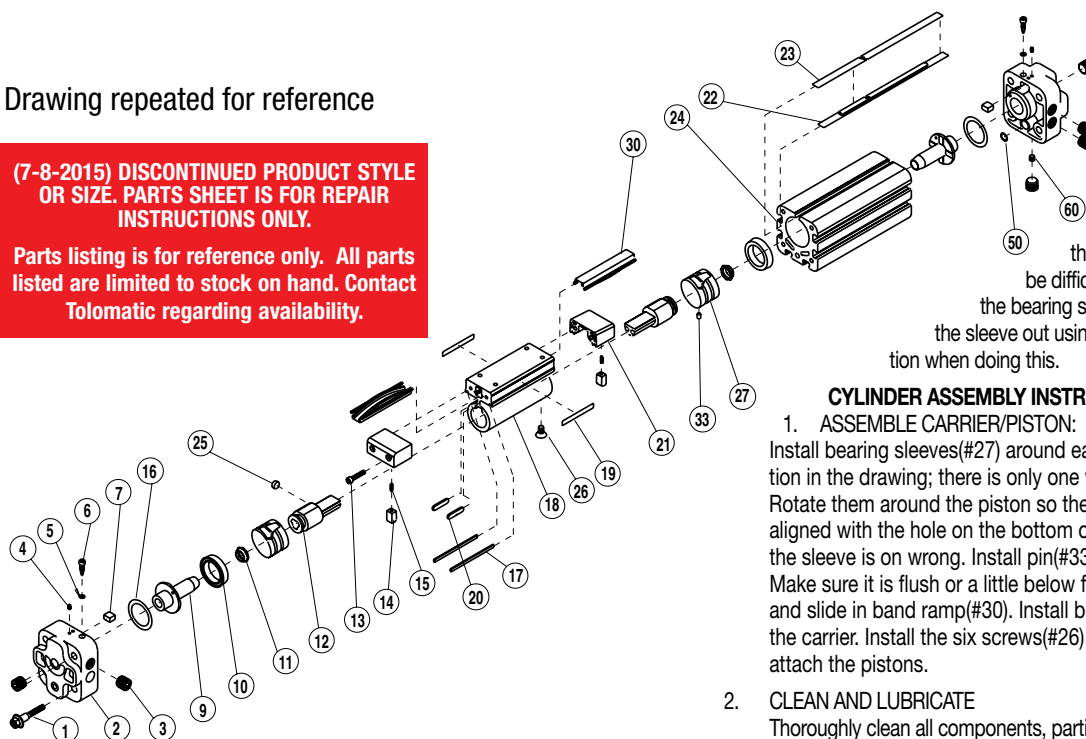 Drawing repeated for reference
(7-8-2015) DISCONTINUED PRODUCT STYLE
OR SIZE. PARTS SHEET IS FOR REPAIR
INSTRUCTIONS ONLY.
Parts listing is for reference only. All parts
listed are limited to stock on hand. Contact
Tolomatic regarding availability.
23
22
24
30
60
50
27
33
21
25
19
26
18
16
7
6
5
4
17
20
15
14
13
12
11
10
9
3
2
1
th
be diffic
the bearing s
the sleeve out usin
tion when doing this.
CYLINDER ASSEMBLY INSTR
1. ASSEMBLE CARRIER/PISTON:
Install bearing sleeves(#27) around ea
tion in the drawing; there is only one
Rotate them around the piston so the
aligned with the hole on the bottom
the sleeve is on wrong. Install pin(#33
Make sure it is flush or a little below f
and slide in band ramp(#30). Install b
the carrier. Install the six screws(#26)
attach the pistons.
2. CLEAN AND LUBRICATE
Thoroughly clean all components, parti